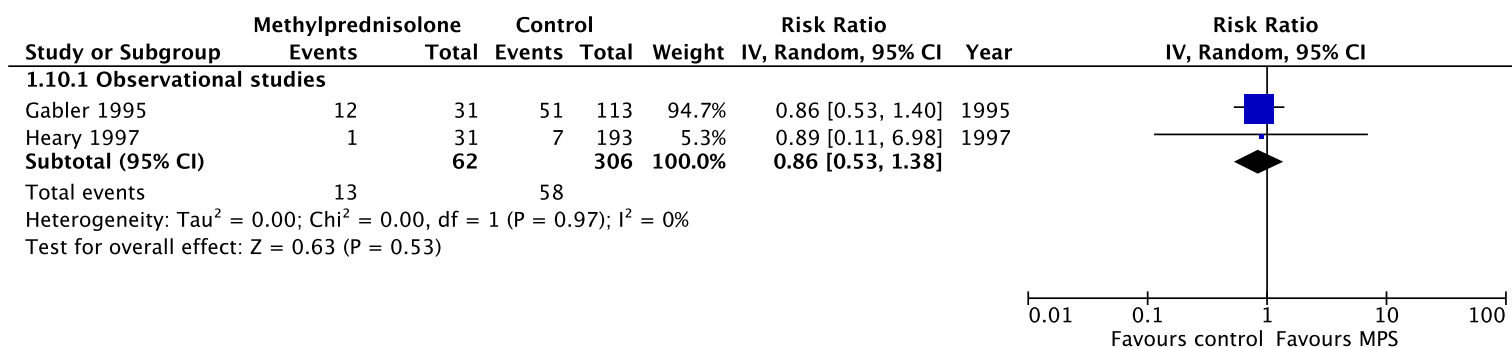 Methylprednisolone Control Risk Ratio Risk Ratio
Study or Subgroup Events Total Events Total Weight IV, Random, 95% CI Year IV, Random, 95% CI
1.10.1 Observational studies
Gabler 1995 12 31 51 113 94.7% 0.86 [0.53, 1.40] 1995
Heary 1997 1 31 7 193 5.3% 0.89 [0.11, 6.98] 1997
Subtotal (95% CI) 62 306 100.0% 0.86 [0.53, 1.38]
Total events 13 58
Heterogeneity: Tau² = 0.00; Chi² = 0.00, df = 1 (P = 0.97); I² = 0%
Test for overall effect: Z = 0.63 (P = 0.53)
0.01 0.1 1 10 100
Favours control Favours MPS